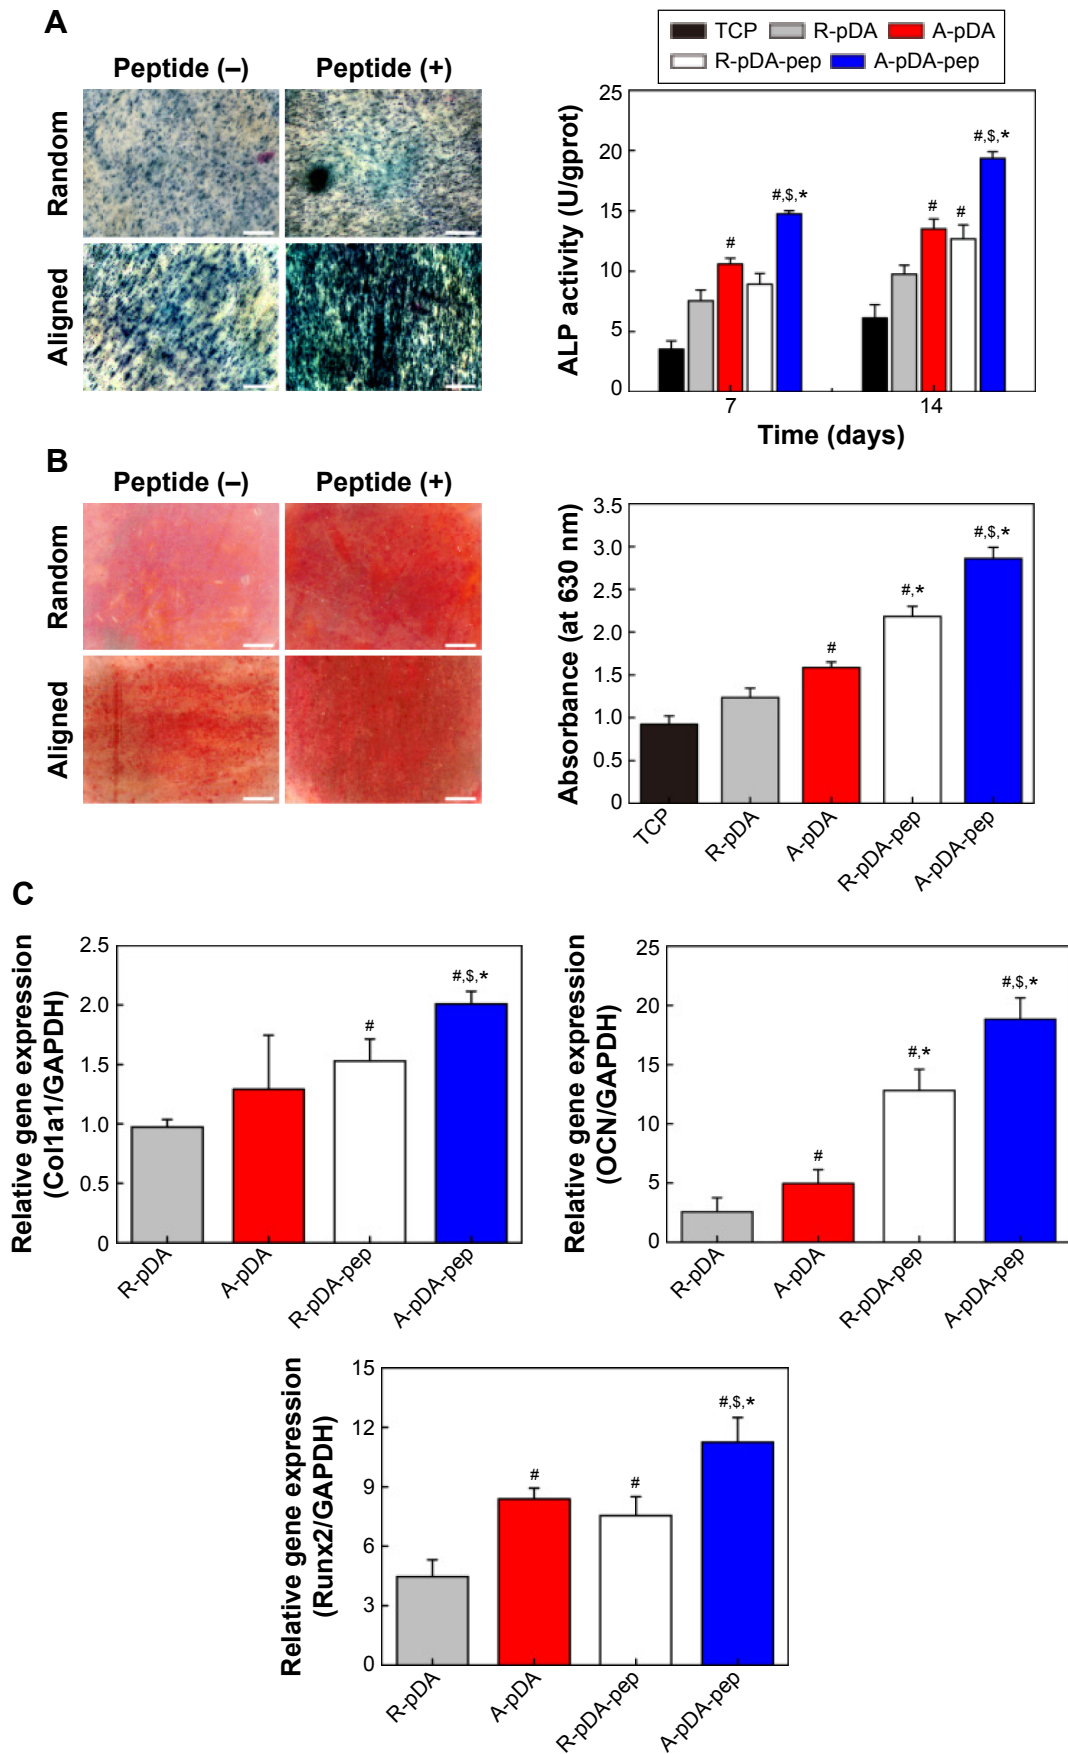 A
Peptide (–)
Peptide (+)
Random
Aligned
TCP
R-pDA
A-pDA
R-pDA-pep
A-pDA-pep
ALP activity (U/gprot)
25
20
15
10
5
0
#
#,$,*
#
#
#,$,*
7
14
Time (days)
B
Peptide (–)
Peptide (+)
Random
Aligned
Absorbance (at 630 nm)
3.5
3.0
2.5
2.0
1.5
1.0
0.5
0
#
#,*
#,$,*
TCP
R-pDA
A-pDA
R-pDA-pep
A-pDA-pep
C
Relative gene expression
(Col1a1/GAPDH)
2.5
2.0
1.5
1.0
0.5
0
#
#,$,*
R-pDA
A-pDA
R-pDA-pep
A-pDA-pep
Relative gene expression
(OCN/GAPDH)
25
20
15
10
5
0
#
#,*
#,$,*
R-pDA
A-pDA
R-pDA-pep
A-pDA-pep
Relative gene expression
(Runx2/GAPDH)
15
12
9
6
3
0
#
#
#,$,*
R-pDA
A-pDA
R-pDA-pep
A-pDA-pep